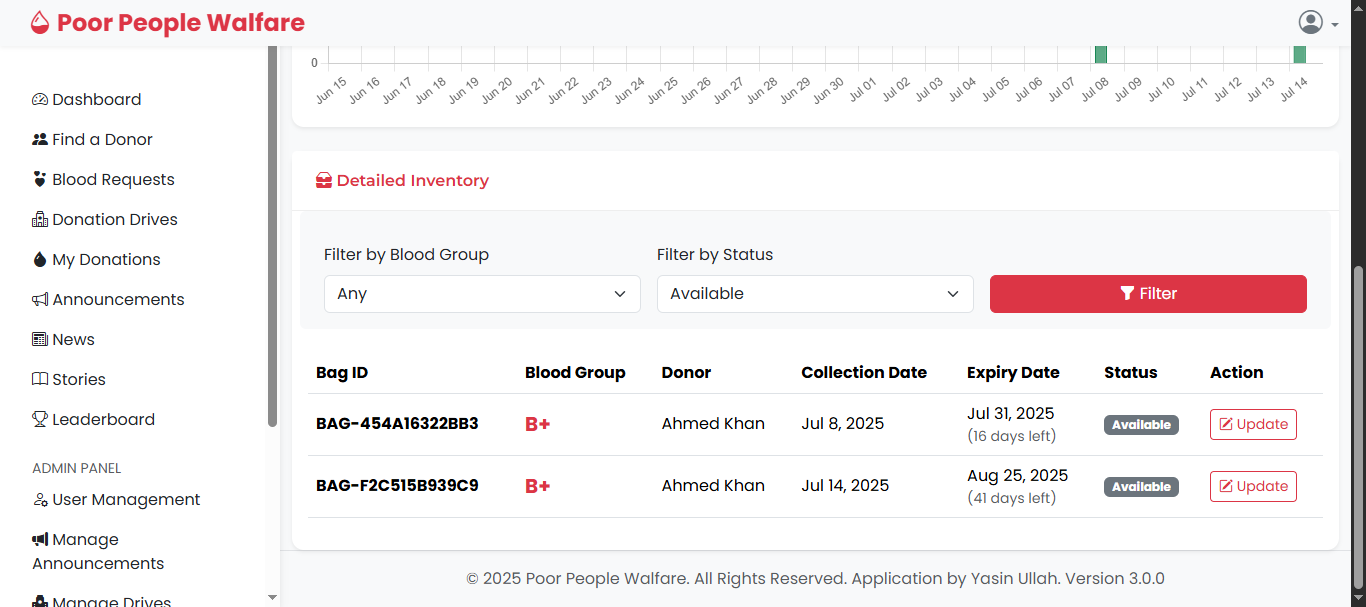 Poor People Walfare
Dashboard
Find a Donor
Blood Requests
Donation Drives
My Donations
Announcements
News
Stories
Leaderboard
ADMIN PANEL
User Management
Manage
Announcements
Manage Drives
0
Jun 15 Jun 16 Jun 17 Jun 18 Jun 19 Jun 20 Jun 21 Jun 22 Jun 23 Jun 24 Jun 25 Jun 26 Jun 27 Jun 28 Jun 29 Jun 30 Jul 01 Jul 02 Jul 03 Jul 04 Jul 05 Jul 06 Jul 07 Jul 08 Jul 09 Jul 10 Jul 11 Jul 12 Jul 13 Jul 14
Detailed Inventory
Filter by Blood Group Filter by Status
Any Available Filter
Bag ID Blood Group Donor Collection Date Expiry Date Status Action
BAG-454A16322BB3 B+ Ahmed Khan Jul 8, 2025 Jul 31, 2025 Available Update
(16 days left)
BAG-F2C515B939C9 B+ Ahmed Khan Jul 14, 2025 Aug 25, 2025 Available Update
(41 days left)
© 2025 Poor People Walfare. All Rights Reserved. Application by Yasin Ullah. Version 3.0.0